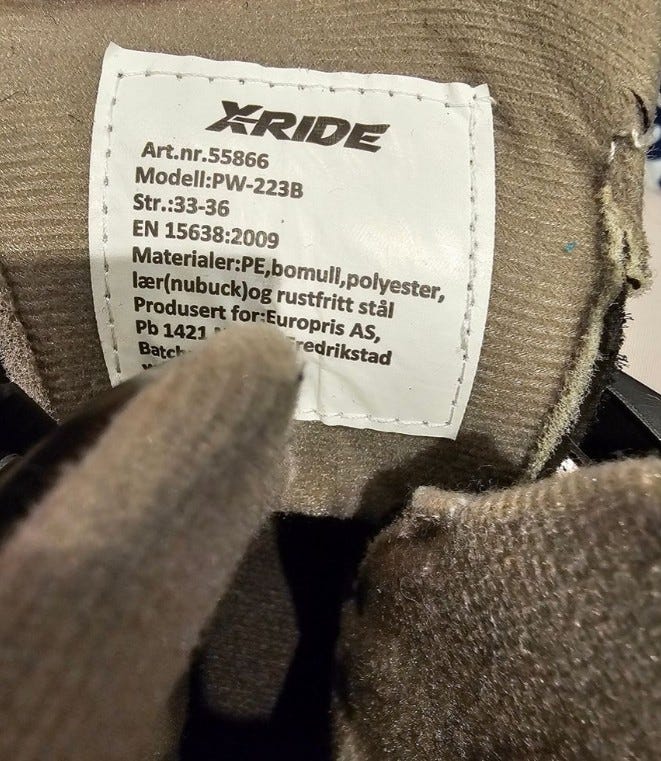 X-RIDE
Art.nr.55866
Modell:PW-223B
Str.:33-36
EN 15638:2009
Materialer:PE,bomull,polyester,
lær(nubuck)og rustfritt stål
Produsert for:Europris AS,
Pb 1421